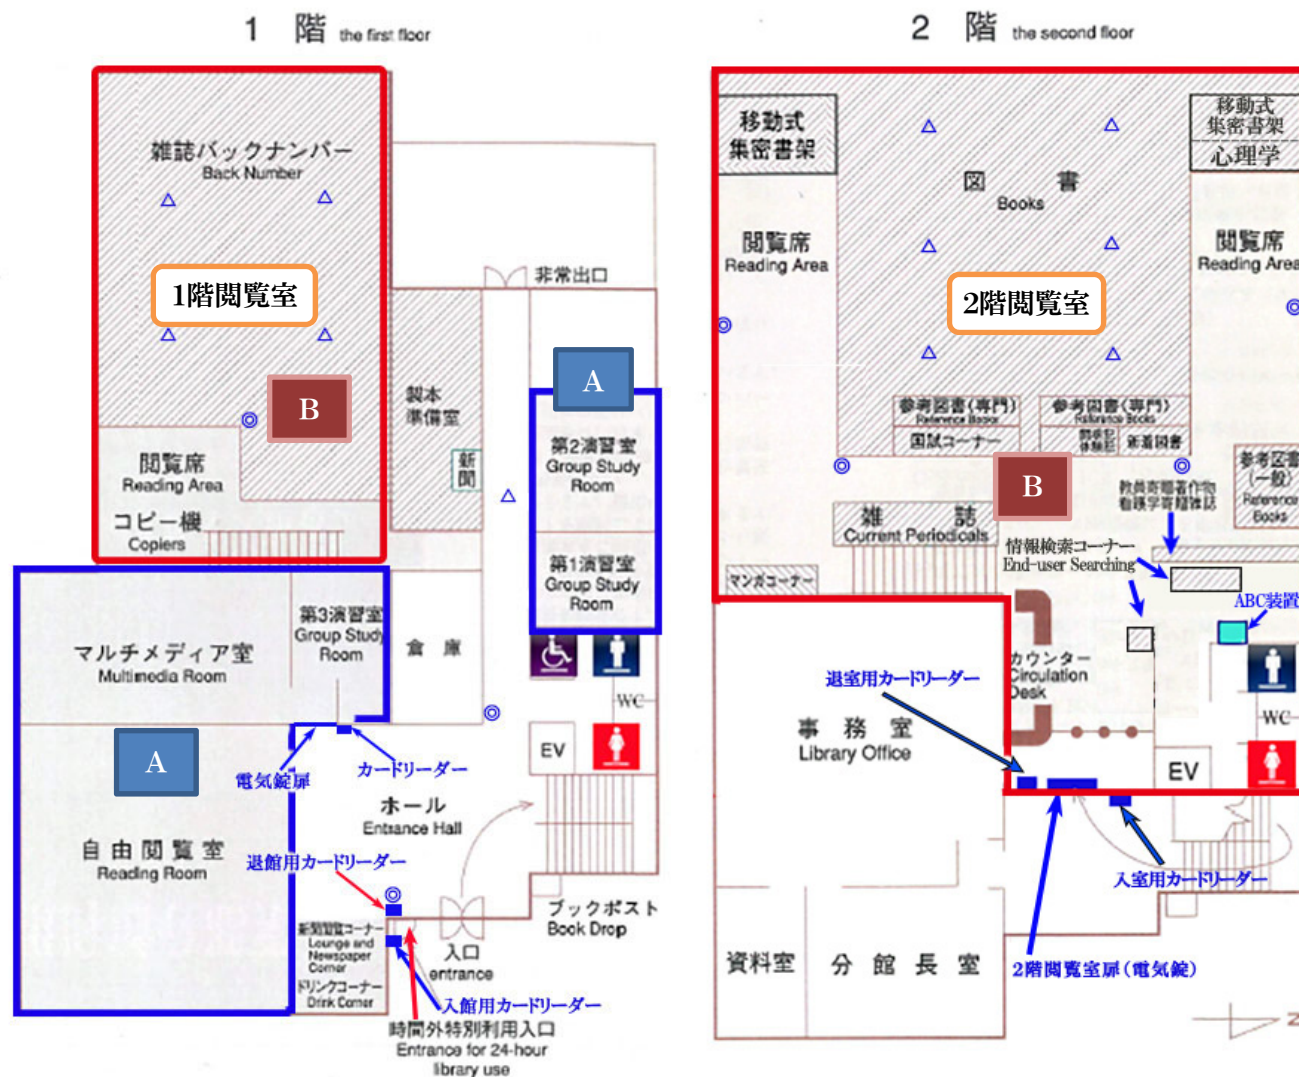 1 階 the first floor
雑誌バックナンバー
Back Number
1階閲覧室
B
閲覧席
Reading Area
コピー機
Copiers
製本
準備室
新
聞
非常出口
A
第2演習室
Group Study
Room
第1演習室
Group Study
Room
マルチメディア室
Multimedia Room
第3演習室
Group Study
Room
倉庫
WC
EV
A
電気錠扉
カードリーダー
自由閲覧室
Reading Room
ホール
Entrance Hall
退館用カードリーダー
新聞閲覧コーナー
Lounge and
Newspaper
Corner
ドリンクコーナー
Drink Corner
入口
entrance
ブックポスト
Book Drop
入館用カードリーダー
時間外特別利用入口
Entrance for 24-hour
library use
2 階 the second floor
移動式
集密書架
移動式
集密書架
心理学
図書
Books
閲覧席
Reading Area
閲覧席
Reading Area
2階閲覧室
参考図書(専門)
Reference Books
国試コーナー
参考図書(専門)
Reference Books
新着図書
参考図書
(一般)
Reference
Books
B
教員寄贈著作物
看護学寄贈雑誌
雑誌
Current Periodicals
情報検索コーナー
End-user Searching
マンガコーナー
ABC装置
カウンター
Circulation
Desk
退室用カードリーダー
事務室
Library Office
WC
EV
入室用カードリーダー
資料室
分館長室
2階閲覧室扉(電気錠)
N